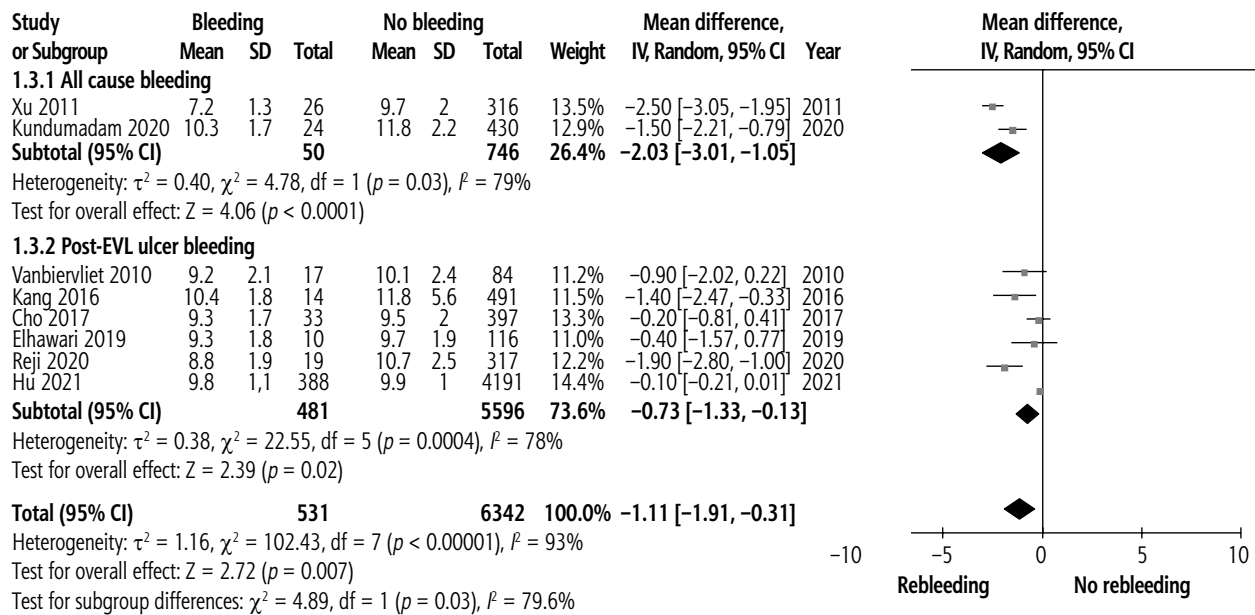 Study Bleeding No bleeding Mean difference, Mean difference,
or Subgroup Mean SD Total Mean SD Total Weight IV, Random, 95% CI Year IV, Random, 95% CI
1.3.1 All cause bleeding
Xu 2011 7.2 1.3 26 9.7 2 316 13.5% −2.50 [−3.05, −1.95] 2011
Kundumadam 2020 10.3 1.7 24 11.8 2.2 430 12.9% −1.50 [−2.21, −0.79] 2020
Subtotal (95% CI) 50 746 26.4% −2.03 [−3.01, −1.05]
Heterogeneity: τ² = 0.40, χ² = 4.78, df = 1 (p = 0.03), I² = 79%
Test for overall effect: Z = 4.06 (p < 0.0001)
1.3.2 Post-EVL ulcer bleeding
Vanbiervliet 2010 9.2 2.1 17 10.1 2.4 84 11.2% −0.90 [−2.02, 0.22] 2010
Kang 2016 10.4 1.8 14 11.8 5.6 491 11.5% −1.40 [−2.47, −0.33] 2016
Cho 2017 9.3 1.7 33 9.5 2 397 13.3% −0.20 [−0.81, 0.41] 2017
Elhawari 2019 9.3 1.8 10 9.7 1.9 116 11.0% −0.40 [−1.57, 0.77] 2019
Reji 2020 8.8 1.9 19 10.7 2.5 317 12.2% −1.90 [−2.80, −1.00] 2020
Hu 2021 9.8 1,1 388 9.9 1 4191 14.4% −0.10 [−0.21, 0.01] 2021
Subtotal (95% CI) 481 5596 73.6% −0.73 [−1.33, −0.13]
Heterogeneity: τ² = 0.38, χ² = 22.55, df = 5 (p = 0.0004), I² = 78%
Test for overall effect: Z = 2.39 (p = 0.02)
Total (95% CI) 531 6342 100.0% −1.11 [−1.91, −0.31]
Heterogeneity: τ² = 1.16, χ² = 102.43, df = 7 (p < 0.00001), I² = 93%
Test for overall effect: Z = 2.72 (p = 0.007)
Test for subgroup differences: χ² = 4.89, df = 1 (p = 0.03), I² = 79.6%
−10 −5 0 5 10
Rebleeding No rebleeding